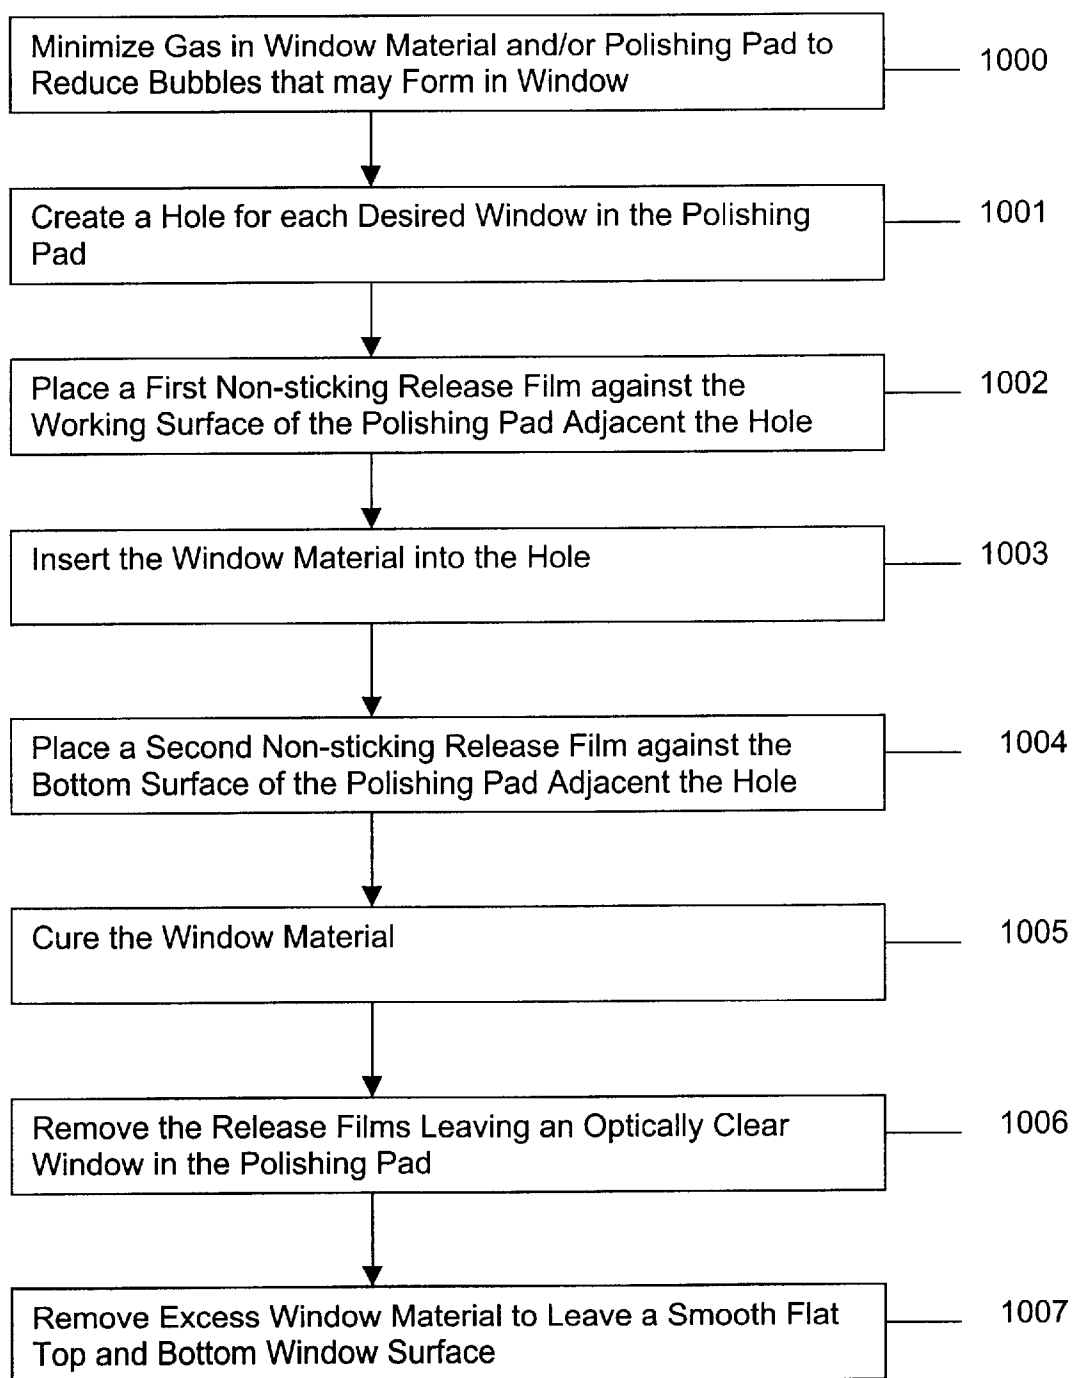 Minimize Gas in Window Material and/or Polishing Pad to
Reduce Bubbles that may Form in Window
1000
Create a Hole for each Desired Window in the Polishing
Pad
1001
Place a First Non-sticking Release Film against the
Working Surface of the Polishing Pad Adjacent the Hole
1002
Insert the Window Material into the Hole
1003
Place a Second Non-sticking Release Film against the
Bottom Surface of the Polishing Pad Adjacent the Hole
1004
Cure the Window Material
1005
Remove the Release Films Leaving an Optically Clear
Window in the Polishing Pad
1006
Remove Excess Window Material to Leave a Smooth Flat
Top and Bottom Window Surface
1007